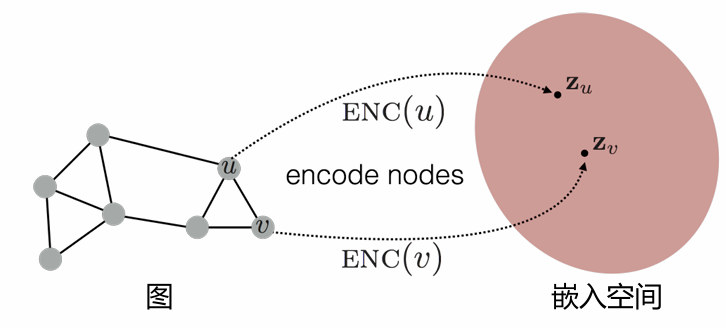 z_u
ENC(u)
z_v
u
encode nodes
v
ENC(v)
图
嵌入空间